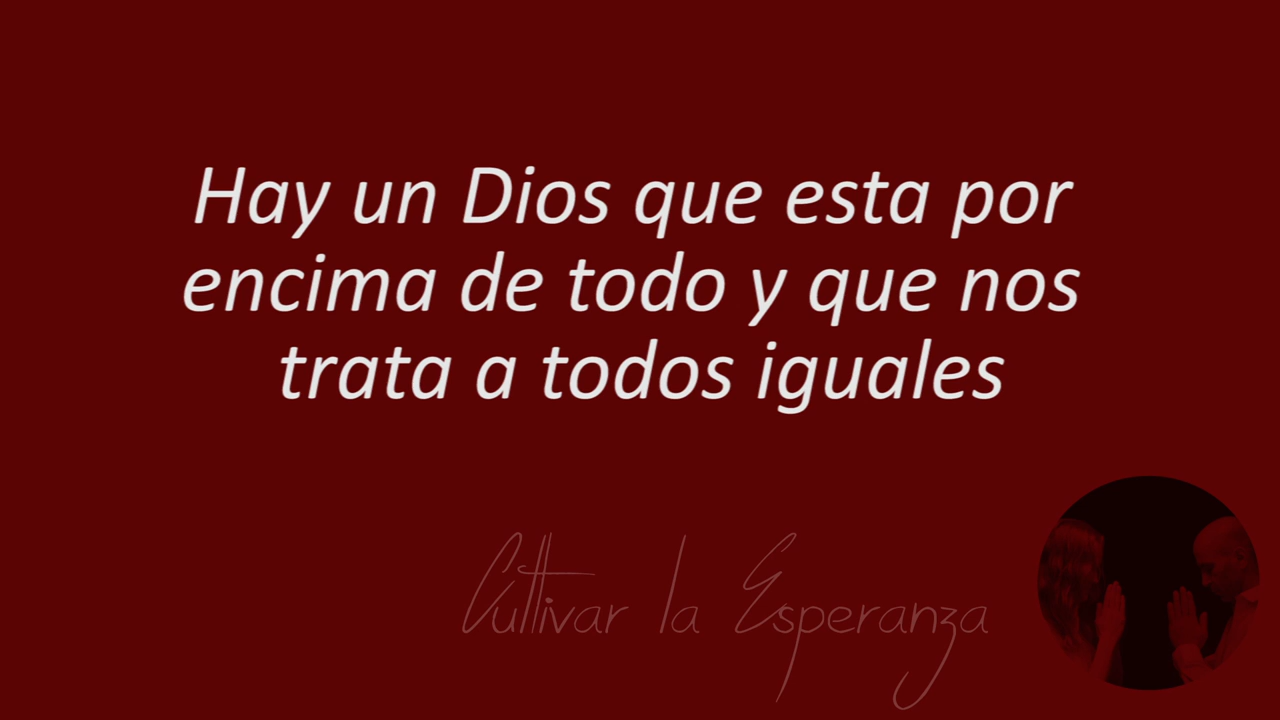 Hay un Dios que esta por
encima de todo y que nos
trata a todos iguales
Cultivar la Esperanza